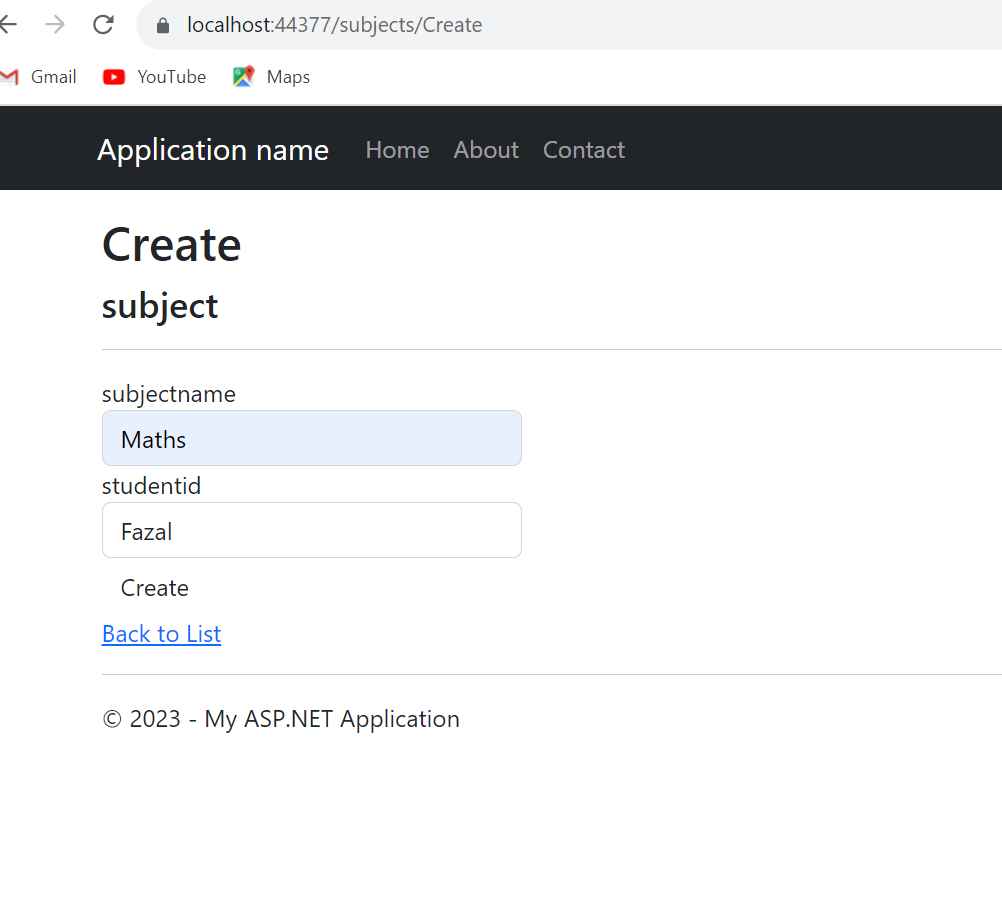 localhost:44377/subjects/Create
Gmail YouTube Maps
Application name Home About Contact
Create
subject
subjectname
Maths
studentid
Fazal
Create
Back to List
© 2023 - My ASP.NET Application